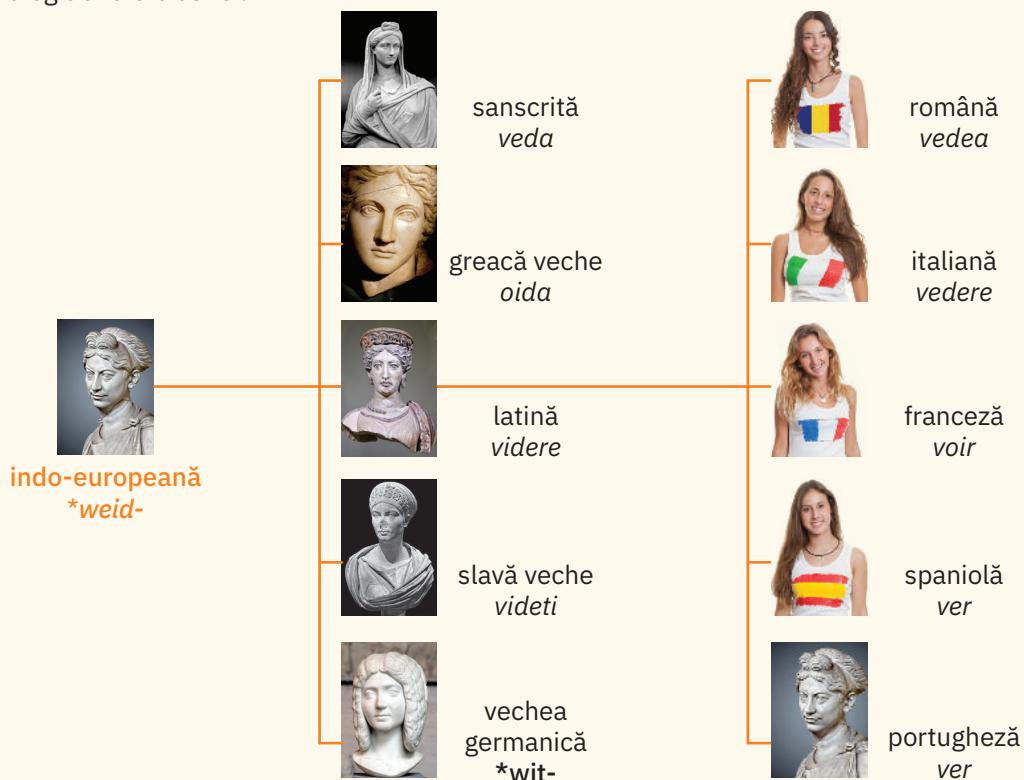 sanscrită
veda
română
vedea
greacă veche
oida
italiană
vedere
indo-europeană
*weid-
latină
videre
franceză
voir
slavă veche
videti
spaniolă
ver
vechea
germanică
*wit-
portugheză
ver